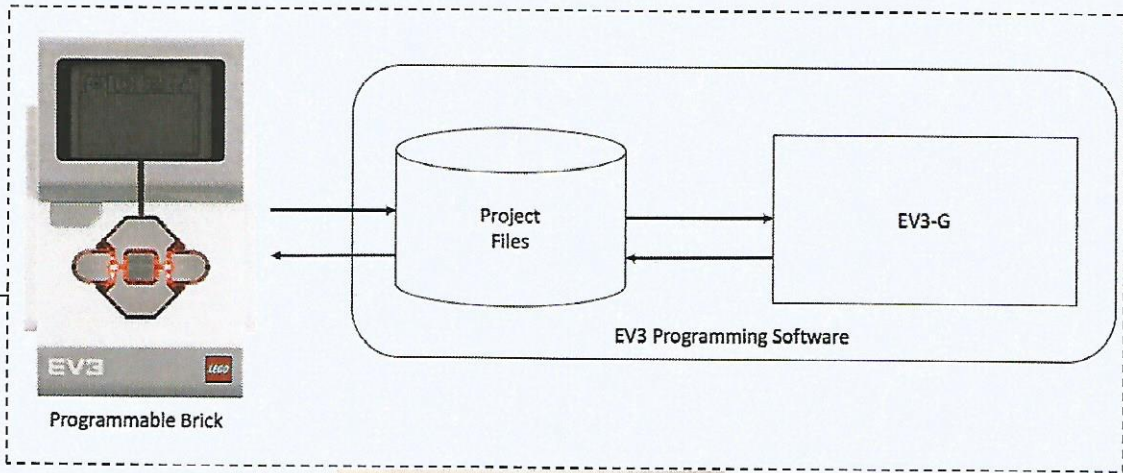 Project
Files
EV3-G
EV3 Programming Software
EV3
LEGO
Programmable Brick